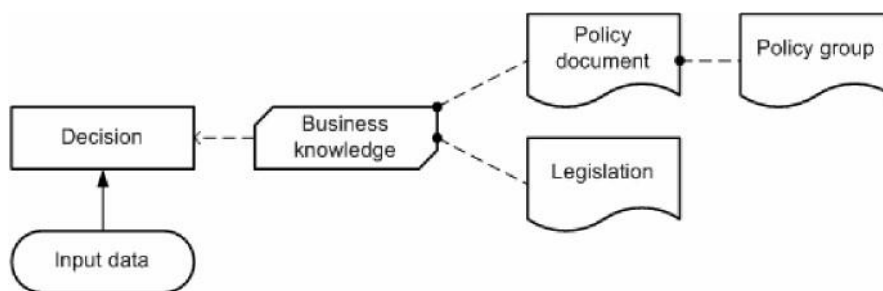 Policy
document
Policy group
Decision
Business
knowledge
Legislation
Input data